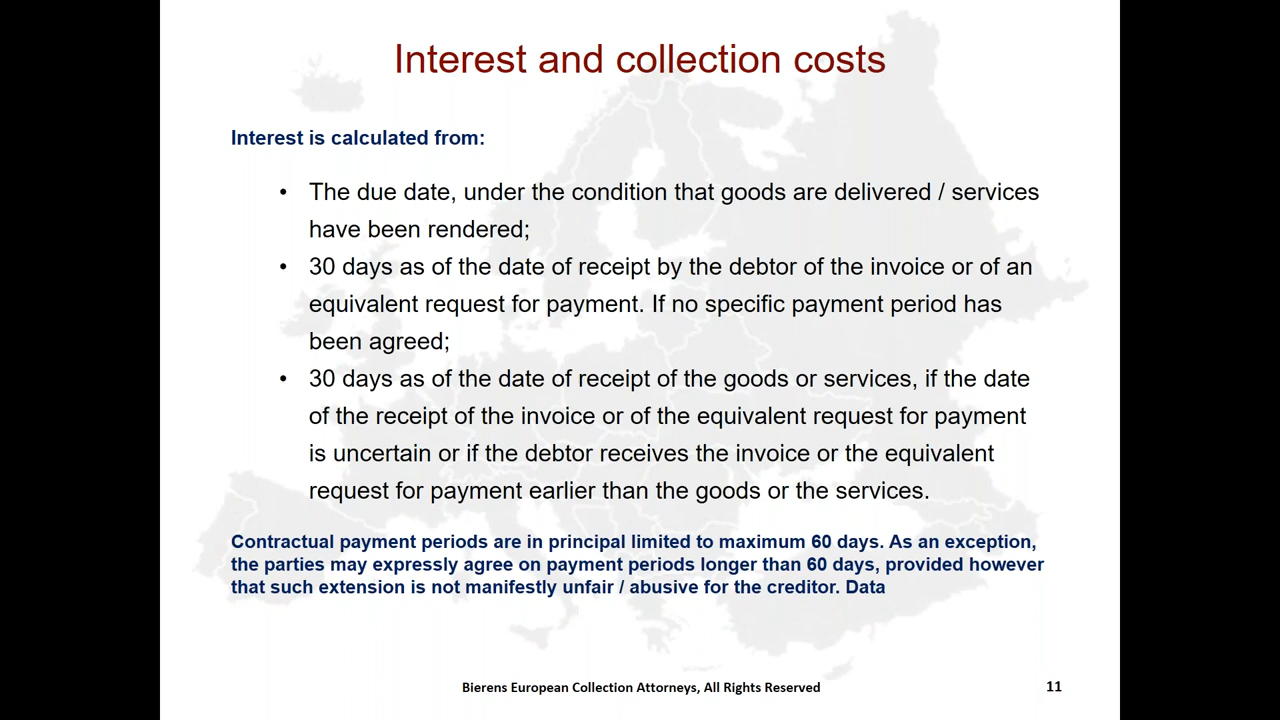 Interest and collection costs
Interest is calculated from:
• The due date, under the condition that goods are delivered / services
have been rendered;
• 30 days as of the date of receipt by the debtor of the invoice or of an
equivalent request for payment. If no specific payment period has
been agreed;
• 30 days as of the date of receipt of the goods or services, if the date
of the receipt of the invoice or of the equivalent request for payment
is uncertain or if the debtor receives the invoice or the equivalent
request for payment earlier than the goods or the services.
Contractual payment periods are in principal limited to maximum 60 days. As an exception,
the parties may expressly agree on payment periods longer than 60 days, provided however
that such extension is not manifestly unfair / abusive for the creditor. Data
Bierens European Collection Attorneys, All Rights Reserved
11